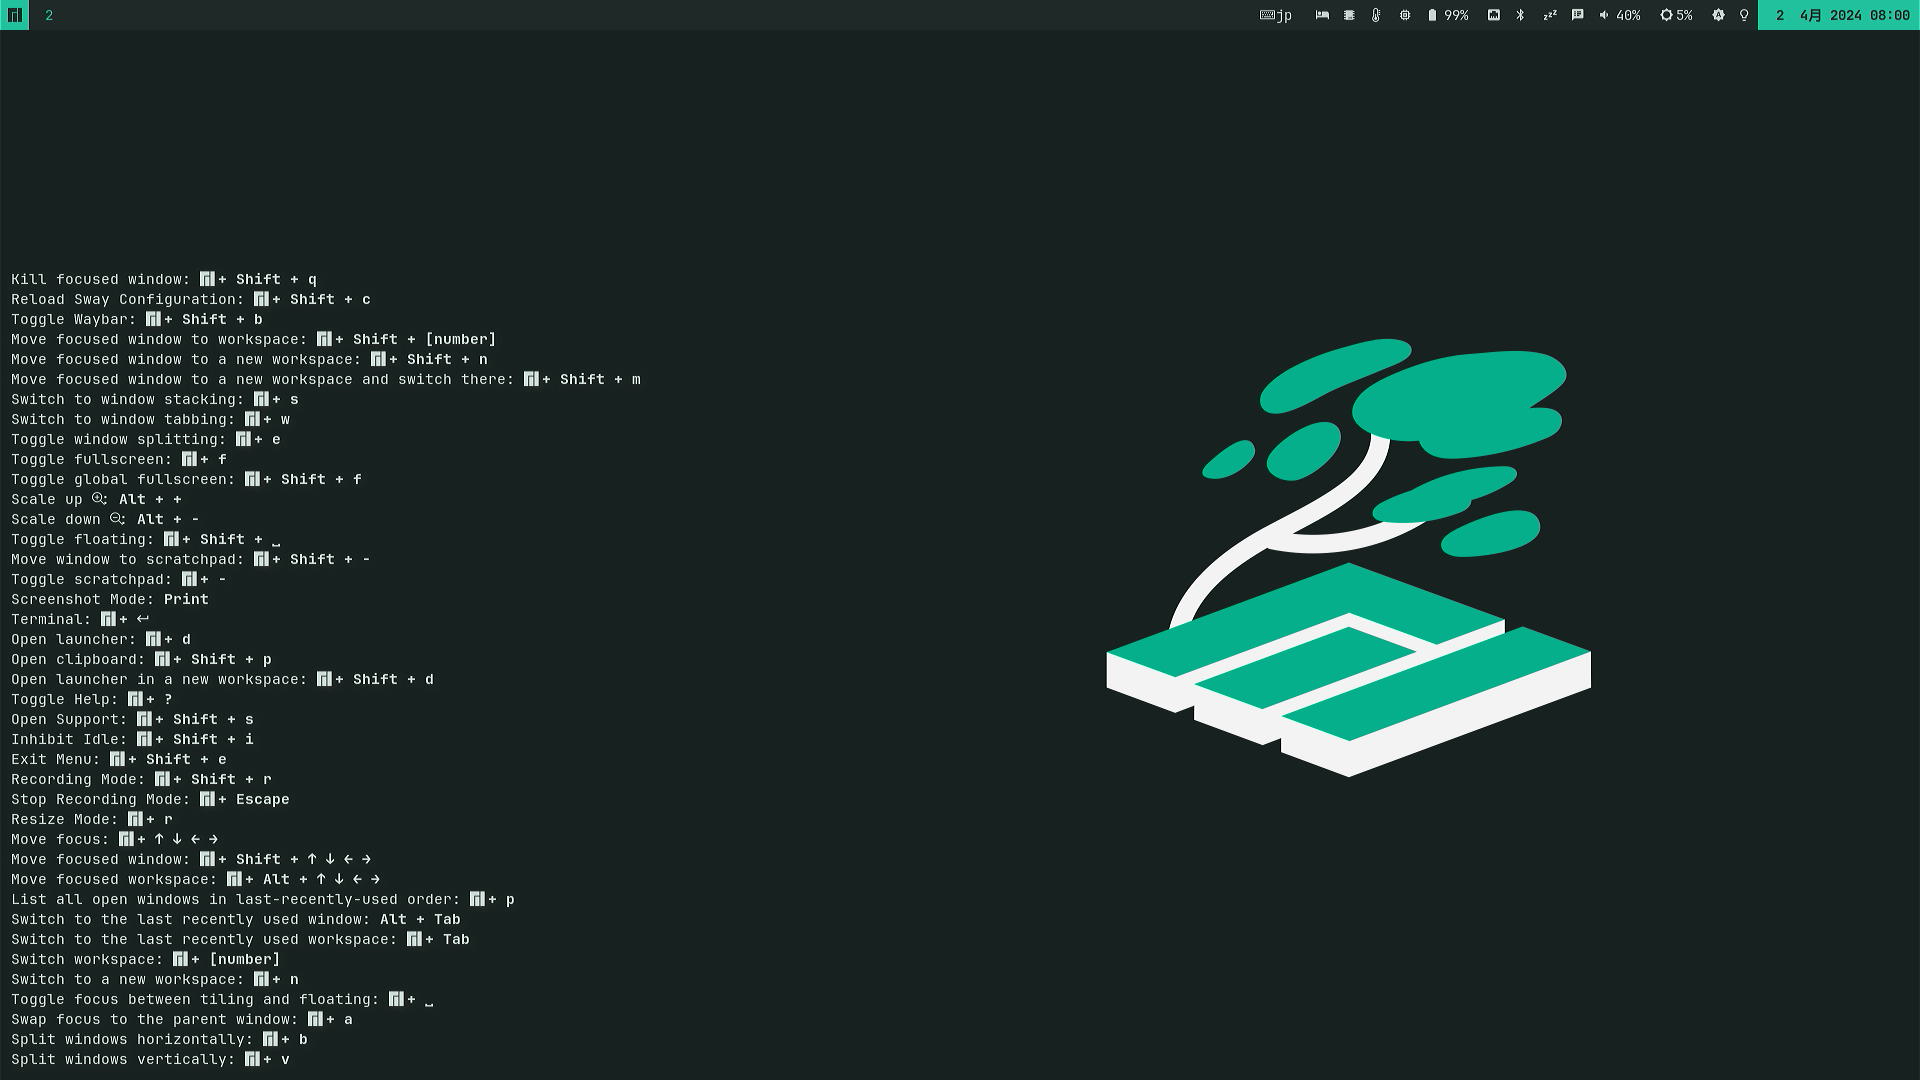 2 jp 99% 40% 5% 2 4月 2024 08:00
Kill focused window: + Shift + q
Reload Sway Configuration: + Shift + c
Toggle Waybar: + Shift + b
Move focused window to workspace: + Shift + [number]
Move focused window to a new workspace: + Shift + n
Move focused window to a new workspace and switch there: + Shift + m
Switch to window stacking: + s
Switch to window tabbing: + w
Toggle window splitting: + e
Toggle fullscreen: + f
Toggle global fullscreen: + Shift + f
Scale up : Alt + +
Scale down : Alt + -
Toggle floating: + Shift + ␣
Move window to scratchpad: + Shift + -
Toggle scratchpad: + -
Screenshot Mode: Print
Terminal: + ↵
Open launcher: + d
Open clipboard: + Shift + p
Open launcher in a new workspace: + Shift + d
Toggle Help: + ?
Open Support: + Shift + s
Inhibit Idle: + Shift + i
Exit Menu: + Shift + e
Recording Mode: + Shift + r
Stop Recording Mode: + Escape
Resize Mode: + r
Move focus: + ↑ ↓ ← →
Move focused window: + Shift + ↑ ↓ ← →
Move focused workspace: + Alt + ↑ ↓ ← →
List all open windows in last-recently-used order: + p
Switch to the last recently used window: Alt + Tab
Switch to the last recently used workspace: + Tab
Switch workspace: + [number]
Switch to a new workspace: + n
Toggle focus between tiling and floating: + ␣
Swap focus to the parent window: + a
Split windows horizontally: + b
Split windows vertically: + v